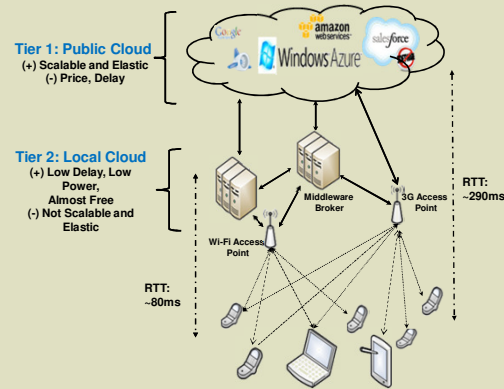 Google
amazon
webservices™
salesforce
Windows Azure
Tier 1: Public Cloud
(+) Scalable and Elastic
(-) Price, Delay
Tier 2: Local Cloud
(+) Low Delay, Low
Power,
Almost Free
(-) Not Scalable and
Elastic
Middleware
Broker
3G Access
Point
RTT:
~290ms
Wi-Fi Access
Point
RTT:
~80ms